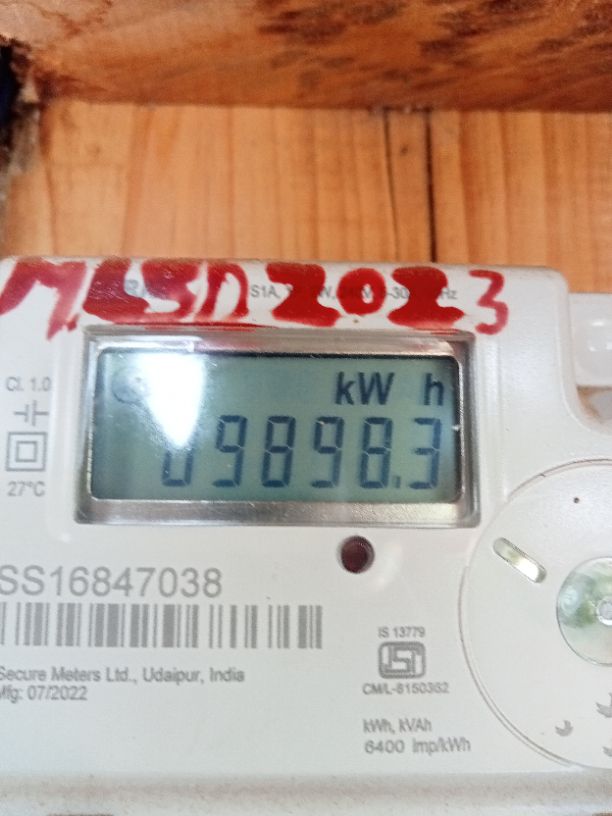 MLSD 2023
Cl. 1.0
27°C
kW h
09898.3
SS16847038
Secure Meters Ltd., Udaipur, India
Mfg: 07/2022
IS 13779
CM/L-8150362
kWh, kVAh
6400 imp/kWh